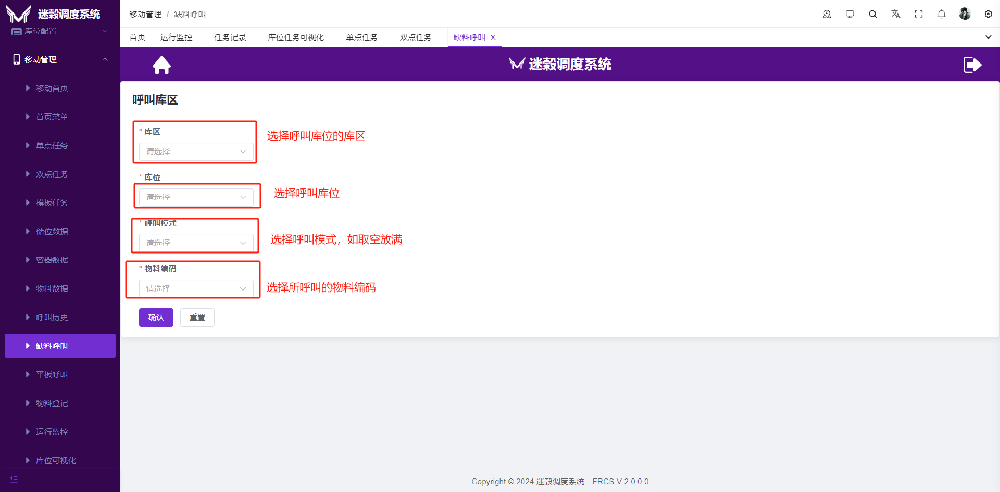 迷穀调度系统
库位配置
移动管理
移动首页
首页菜单
单点任务
双点任务
模板任务
储位数据
容器数据
物料数据
呼叫历史
缺料呼叫
平板呼叫
物料登记
运行监控
库位可视化
移动管理 / 缺料呼叫
首页 运行监控 任务记录 库位任务可视化 单点任务 双点任务 缺料呼叫
迷穀调度系统
呼叫库区
* 库区
请选择
选择呼叫库位的库区
* 库位
请选择
选择呼叫库位
* 呼叫模式
请选择
选择呼叫模式，如取空放满
* 物料编码
请选择
选择所呼叫的物料编码
确认 重置
Copyright © 2024 迷穀调度系统 FRCS V 2.0.0.0